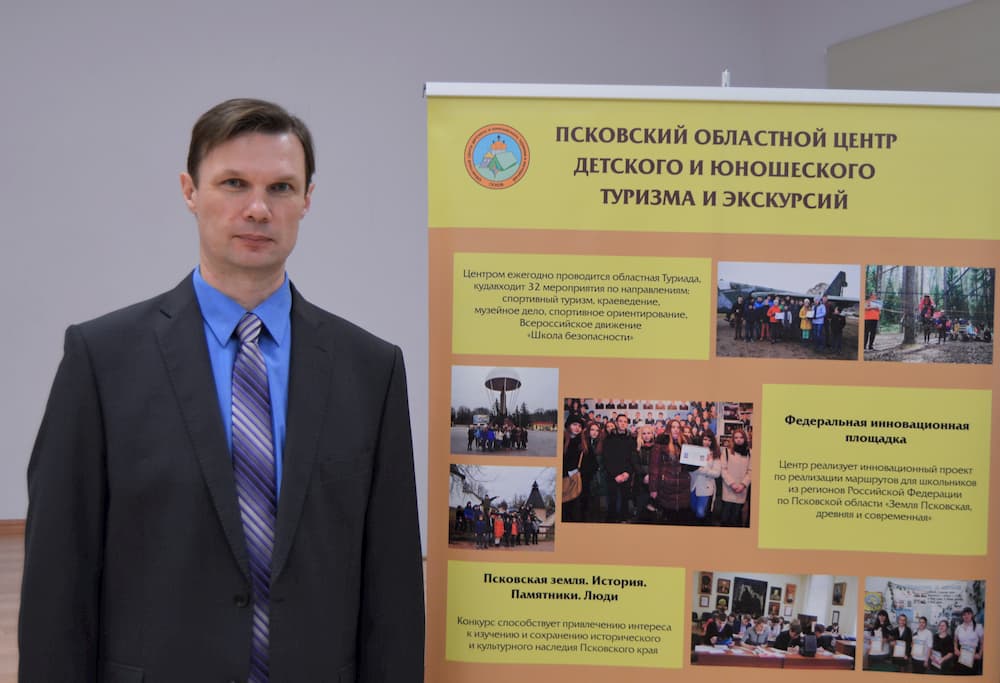 ПСКОВСКИЙ ОБЛАСТНОЙ ЦЕНТР
ДЕТСКОГО И ЮНОШЕСКОГО
ТУРИЗМА И ЭКСКУРСИЙ
Центром ежегодно проводится областная Туриада,
кудавходит 32 мероприятия по направлениям:
спортивный туризм, краеведение,
музейное дело, спортивное ориентирование,
Всероссийское движение
«Школа безопасности»
Федеральная инновационная
площадка
Центр реализует инновационный проект
по реализации маршрутов для школьников
из регионов Российской Федерации
по Псковской области «Земля Псковская,
древняя и современная»
Псковская земля. История.
Памятники. Люди
Конкурс способствует привлечению интереса
к изучению и сохранению исторического
и культурного наследия Псковского края